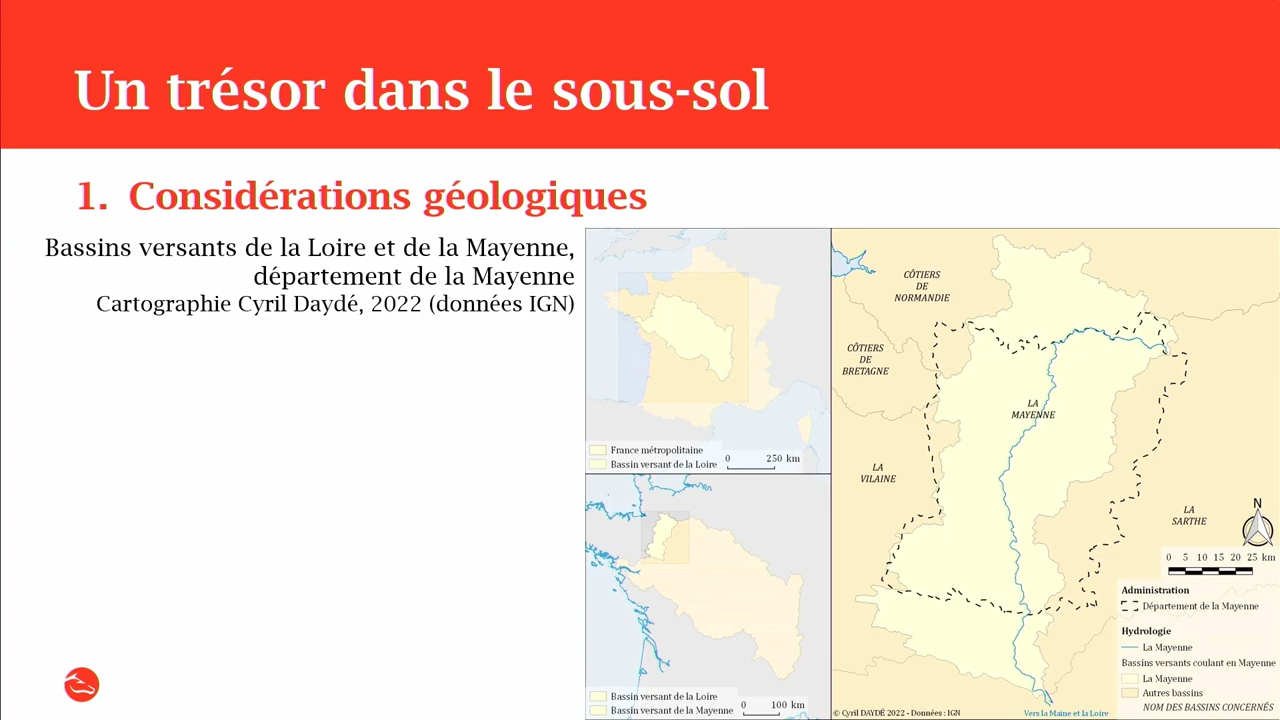 Un trésor dans le sous-sol
1. Considérations géologiques
Bassins versants de la Loire et de la Mayenne,
département de la Mayenne
Cartographie Cyril Daydé, 2022 (données IGN)
France métropolitaine
Bassin versant de la Loire
0 250 km
Bassin versant de la Loire
Bassin versant de la Mayenne
0 100 km
CÔTIERS
DE
NORMANDIE
CÔTIERS
DE
BRETAGNE
LA
MAYENNE
LA
VILAINE
LA
SARTHE
N
0 5 10 15 20 25 km
Administration
Département de la Mayenne
Hydrologie
La Mayenne
Bassins versants coulant en Mayenne
La Mayenne
Autres bassins
NOM DES BASSINS CONCERNÉS
© Cyril DAYDÉ 2022 - Données : IGN
Vers la Maine et la Loire